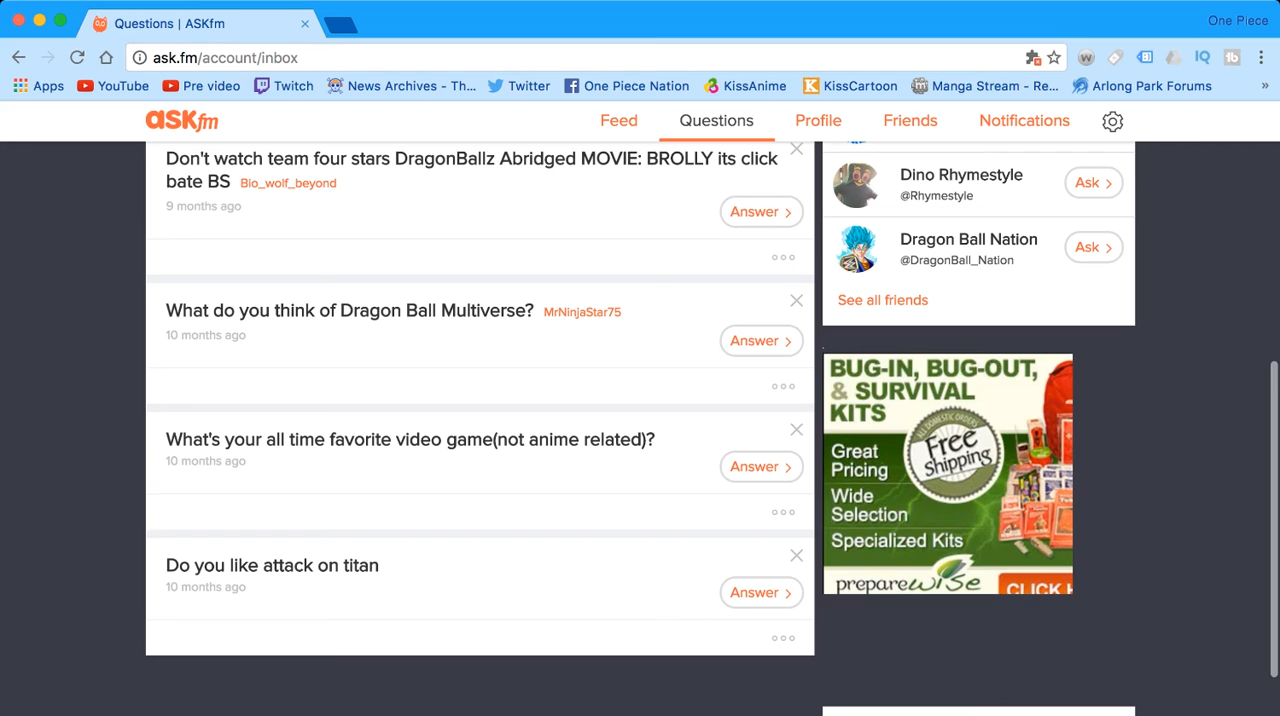 Questions | ASKfm
One Piece
ask.fm/account/inbox
Apps YouTube Pre video Twitch News Archives - Th... Twitter One Piece Nation KissAnime KissCartoon Manga Stream - Re... Arlong Park Forums »
ASKfm Feed Questions Profile Friends Notifications
Don't watch team four stars DragonBallz Abridged MOVIE: BROLLY its click
bate BS Blo_wolf_beyond
9 months ago
Answer
What do you think of Dragon Ball Multiverse? MrNinjaStar75
10 months ago
Answer
What's your all time favorite video game(not anime related)?
10 months ago
Answer
Do you like attack on titan
10 months ago
Answer
Dino Rhymestyle
@Rhymestyle
Ask
Dragon Ball Nation
@DragonBall_Nation
Ask
See all friends
BUG-IN, BUG-OUT,
& SURVIVAL
KITS
ALL DOMESTIC ORDERS
Free
Shipping
Great
Pricing
Wide
Selection
Specialized Kits
preparewise
CLICK H